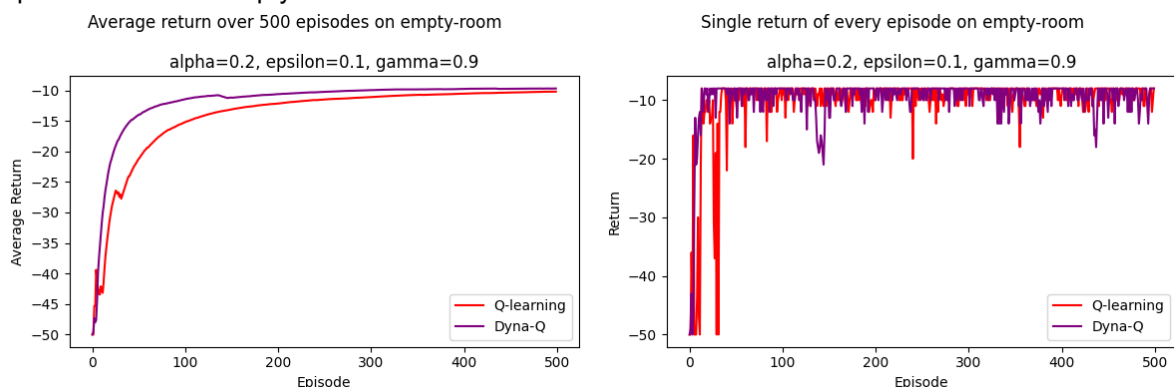 Average return over 500 episodes on empty-room
alpha=0.2, epsilon=0.1, gamma=0.9
Average Return
-10
-15
-20
-25
-30
-35
-40
-45
-50
0
100
200
300
400
500
Episode
Q-learning
Dyna-Q
Single return of every episode on empty-room
alpha=0.2, epsilon=0.1, gamma=0.9
Return
-10
-20
-30
-40
-50
0
100
200
300
400
500
Episode
Q-learning
Dyna-Q